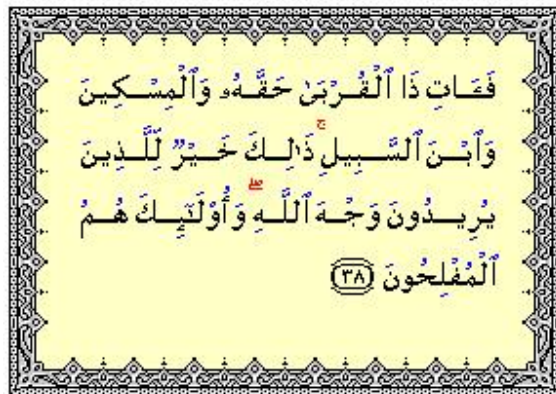 فَـَٔاتِ ذَا ٱلْقُرْبَىٰ حَقَّهُۥ وَٱلْمِسْكِينَ
وَٱبْنَ ٱلسَّبِيلِ ۚ ذَٰلِكَ خَيْرٌ لِّلَّذِينَ
يُرِيدُونَ وَجْهَ ٱللَّهِ ۖ وَأُو۟لَـٰٓئِكَ هُمُ
ٱلْمُفْلِحُونَ ٣٨